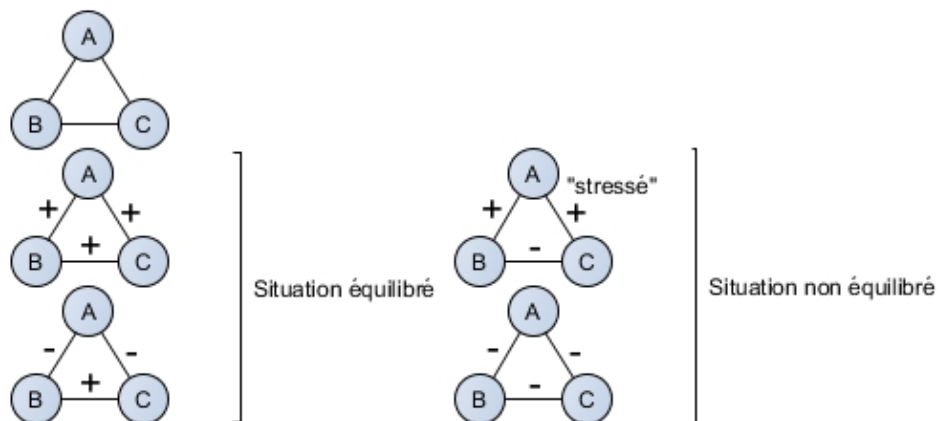 A
B C
A
+ +
+
B C
A
- -
+
B C
Situation équilibré
A
"stressé"
+ +
-
B C
A
- -
-
B C
Situation non équilibré